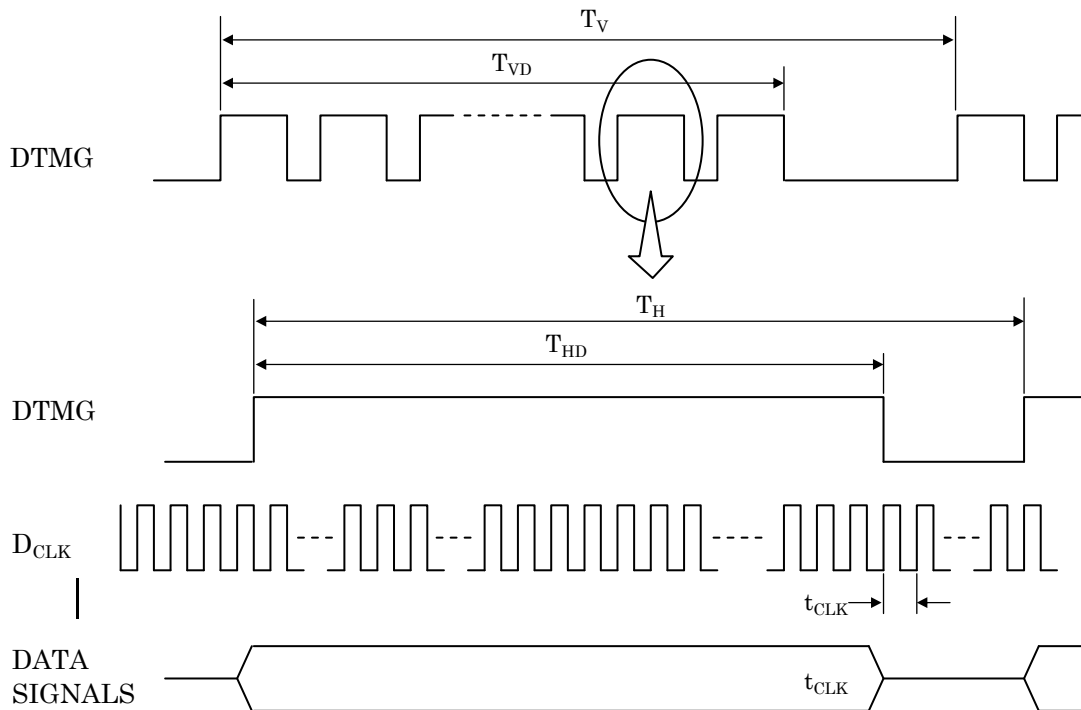 T_V
T_VD
DTMG
T_H
T_HD
DTMG
D_CLK
t_CLK
DATA
SIGNALS
t_CLK